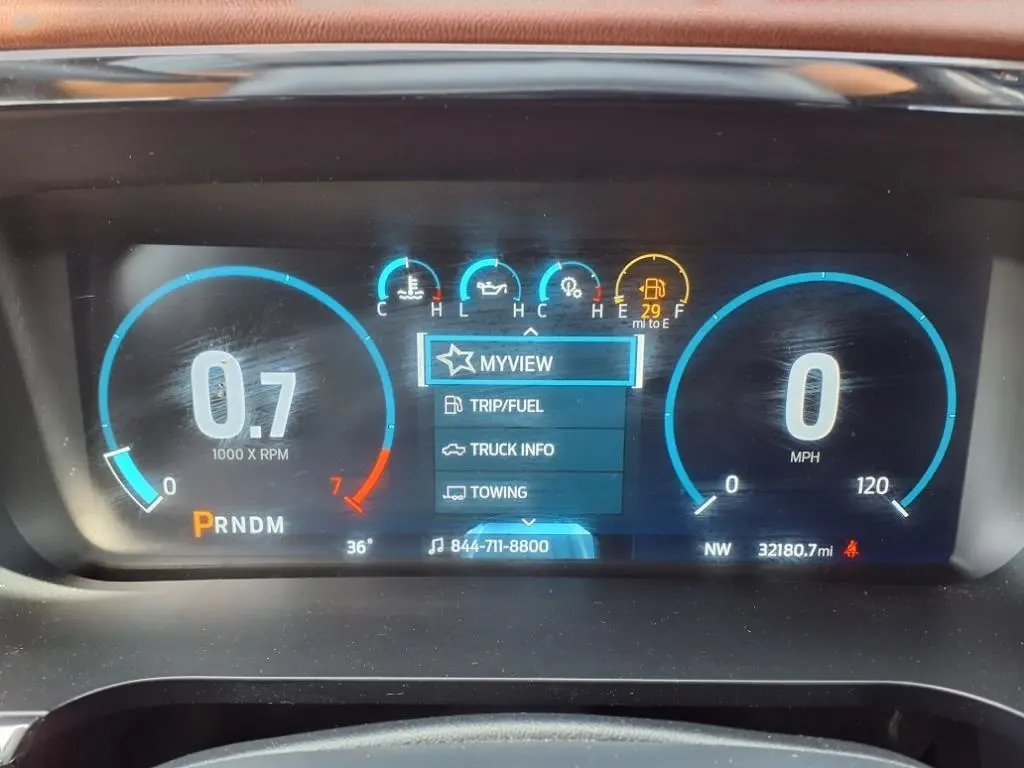 C H L H C H E 29 F
mi to E
MYVIEW
0.7
1000 X RPM
0 7
PRNDM
TRIP/FUEL
TRUCK INFO
TOWING
0
MPH
0 120
36° 844-711-8800 NW 32180.7mi